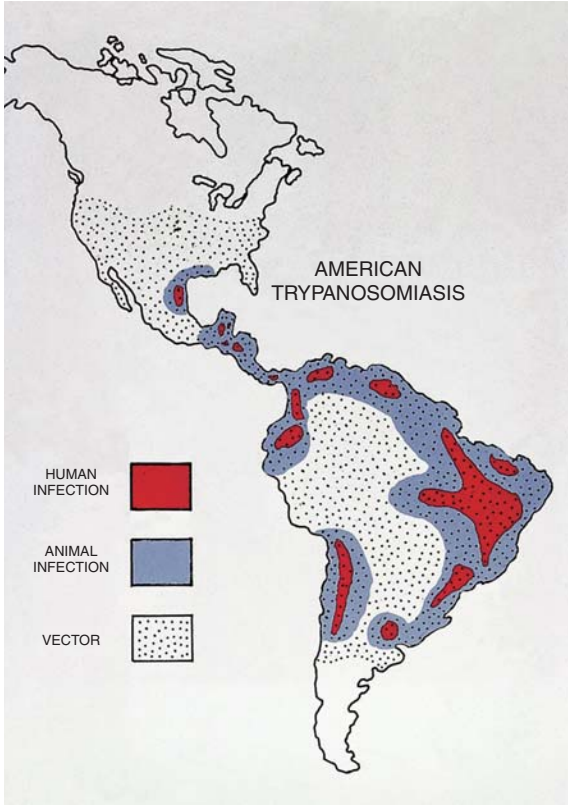 AMERICAN
TRYPANOSOMIASIS
HUMAN
INFECTION
ANIMAL
INFECTION
VECTOR